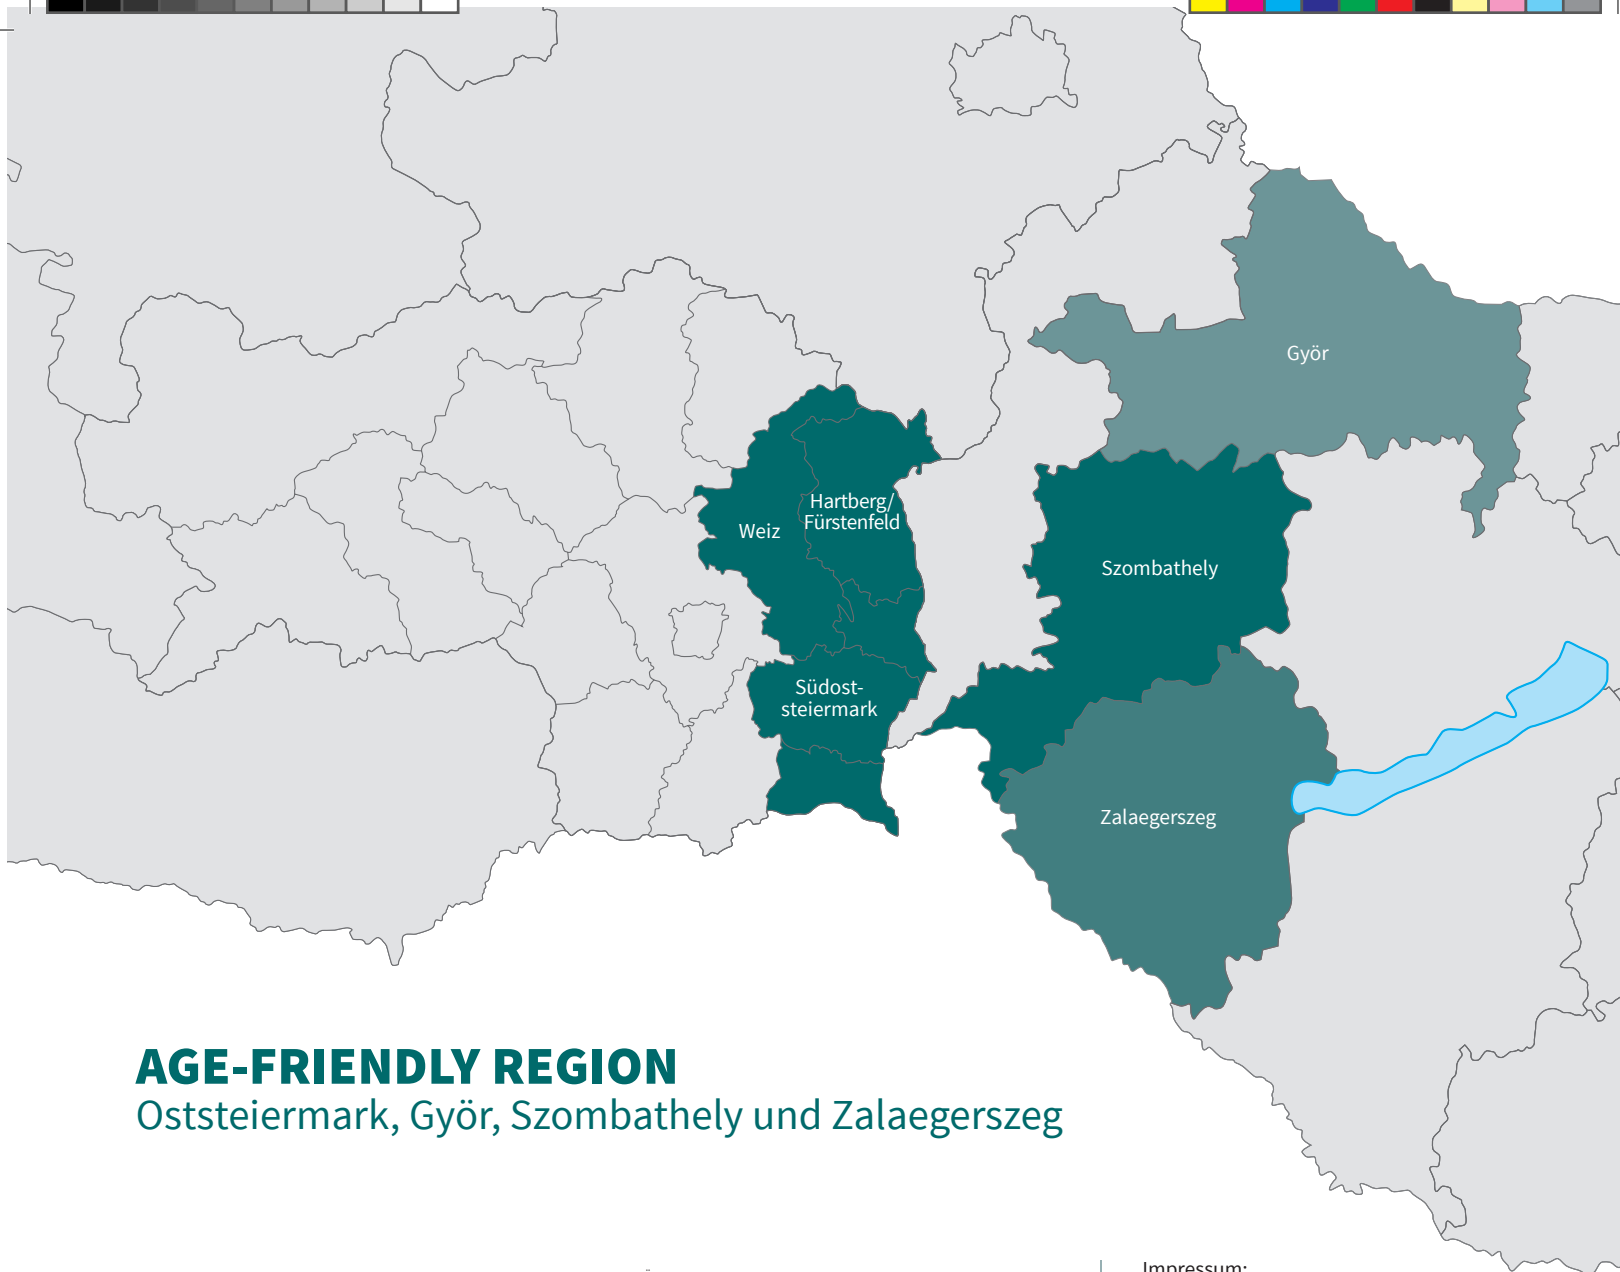 Györ
Hartberg/
Fürstenfeld
Weiz
Szombathely
Südost-
steiermark
Zalaegerszeg
AGE-FRIENDLY REGION
Oststeiermark, Györ, Szombathely und Zalaegerszeg
Impressum: